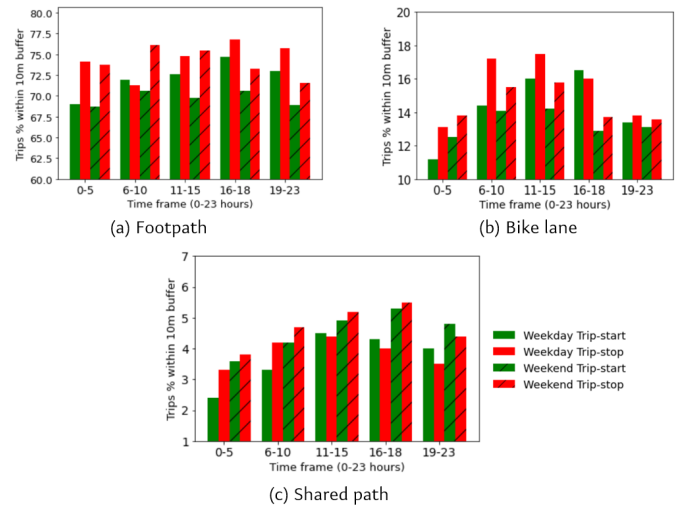 80.0
77.5
75.0
72.5
70.0
67.5
65.0
62.5
60.0
Trips % within 10m buffer
0-5 6-10 11-15 16-18 19-23
Time frame (0-23 hours)
(a) Footpath
20
18
16
14
12
10
Trips % within 10m buffer
0-5 6-10 11-15 16-18 19-23
Time frame (0-23 hours)
(b) Bike lane
7
6
5
4
3
2
1
Trips % within 10m buffer
0-5 6-10 11-15 16-18 19-23
Time frame (0-23 hours)
Weekday Trip-start
Weekday Trip-stop
Weekend Trip-start
Weekend Trip-stop
(c) Shared path